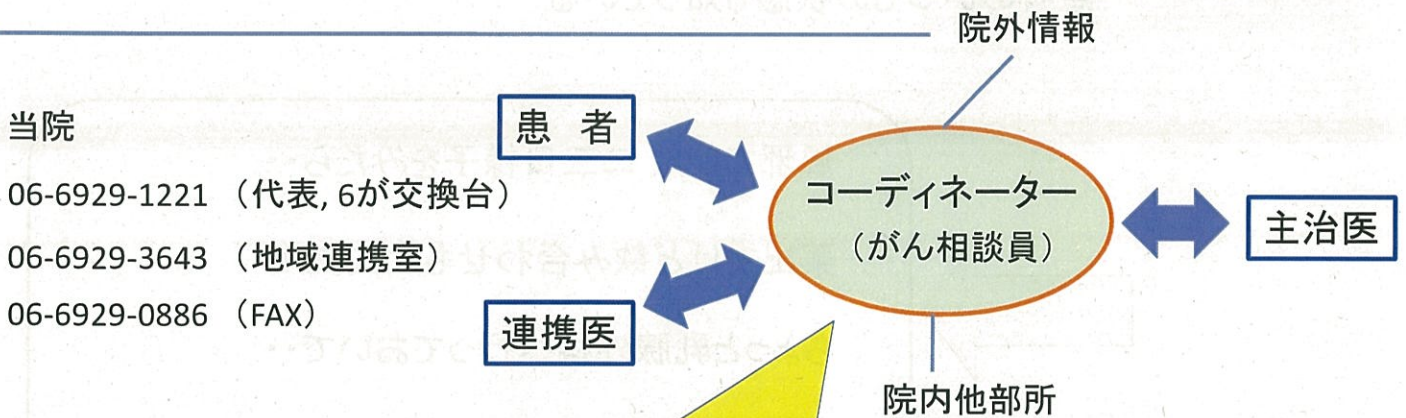 院外情報
当院
患 者
06-6929-1221 (代表, 6が交換台)
コーディネーター
06-6929-3643 (地域連携室)
(がん相談員)
主治医
06-6929-0886 (FAX)
連携医
院内他部所